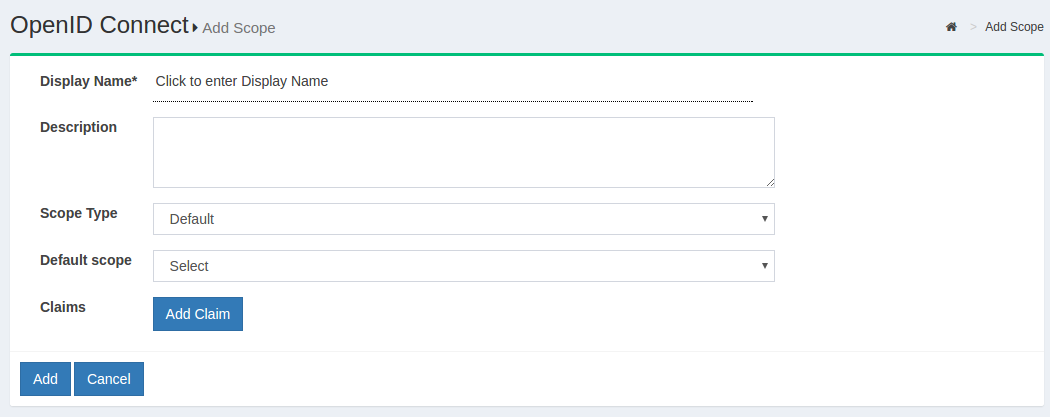 OpenID Connect Add Scope
> Add Scope
Display Name* Click to enter Display Name
Description
Scope Type Default
Default scope Select
Claims Add Claim
Add Cancel